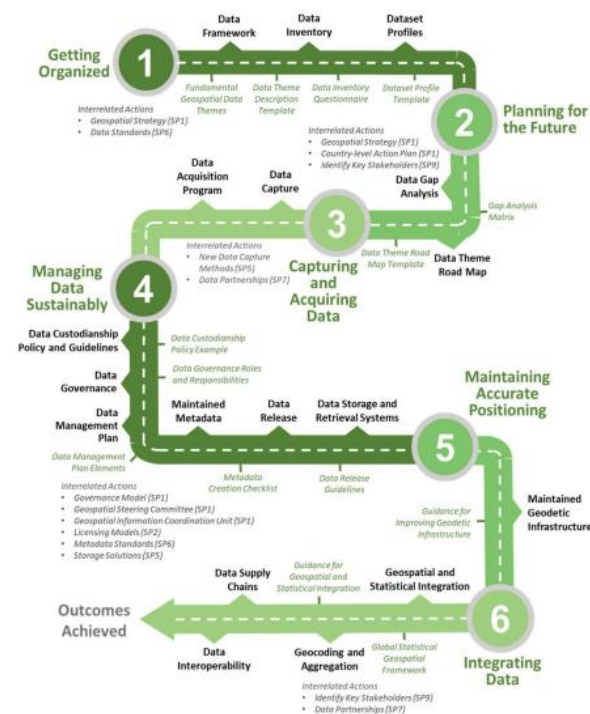 Getting
Organized
1
Data
Framework
Data
Inventory
Dataset
Profiles
Fundamental
Geospatial Data
Themes
Data Theme
Description
Template
Data Inventory
Questionnaire
Dataset Profile
Template
Interrelated Actions
• Geospatial Strategy (SP1)
• Data Standards (SP6)
2
Planning for
the Future
Interrelated Actions
• Geospatial Strategy (SP1)
• Country-level Action Plan (SP1)
• Identify Key Stakeholders (SP9)
Data Gap
Analysis
Gap Analysis
Matrix
Data Theme Road
Map Template
Data Theme
Road Map
3
Capturing and
Acquiring
Data
Data
Acquisition
Program
Data
Capture
Interrelated Actions
• New Data Capture
Methods (SP5)
• Data Partnerships (SP7)
Managing
Data
Sustainably
4
Data Custodianship
Policy and Guidelines
Data Custodianship
Policy Example
Data
Governance
Data Governance Roles
and Responsibilities
Data
Management
Plan
Data Management
Plan Elements
Maintained
Metadata
Data
Release
Data Storage and
Retrieval Systems
Metadata
Creation Checklist
Data Release
Guidelines
Interrelated Actions
• Governance Model (SP1)
• Geospatial Steering Committee (SP1)
• Geospatial Information Coordination Unit (SP1)
• Licensing Models (SP2)
• Metadata Standards (SP6)
• Storage Solutions (SP5)
Maintaining
Accurate
Positioning
5
Maintained
Geodetic
Infrastructure
Guidance for
Improving Geodetic
Infrastructure
6
Integrating
Data
Data Supply
Chains
Guidance for
Geospatial and
Statistical Integration
Geospatial and
Statistical Integration
Outcomes
Achieved
Data
Interoperability
Geocoding and
Aggregation
Global Statistical
Geospatial
Framework
Interrelated Actions
• Identify Key Stakeholders (SP9)
• Data Partnerships (SP7)